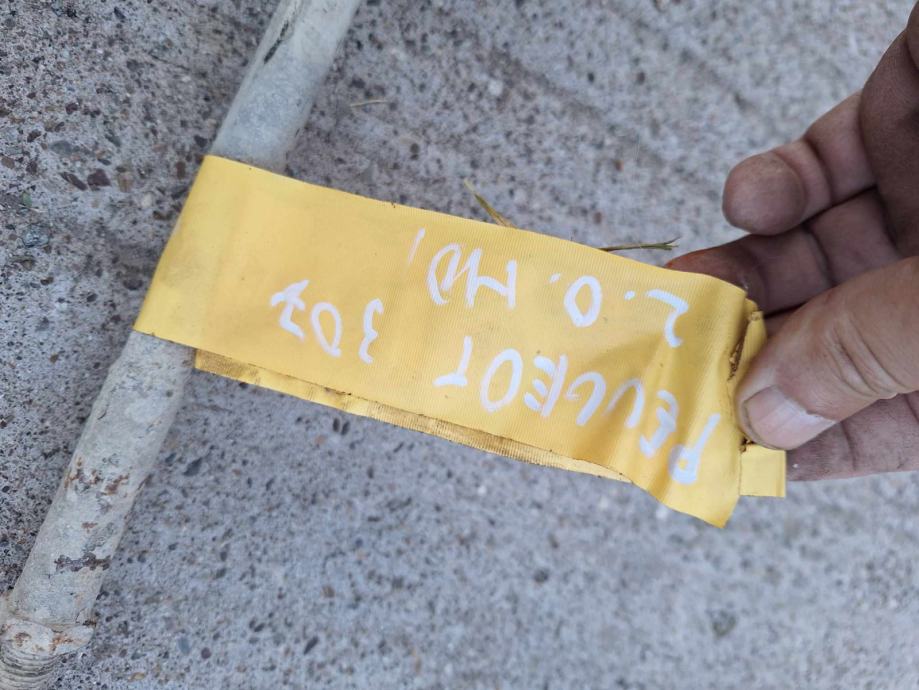 PEUGEOT 307
2.0. HDI